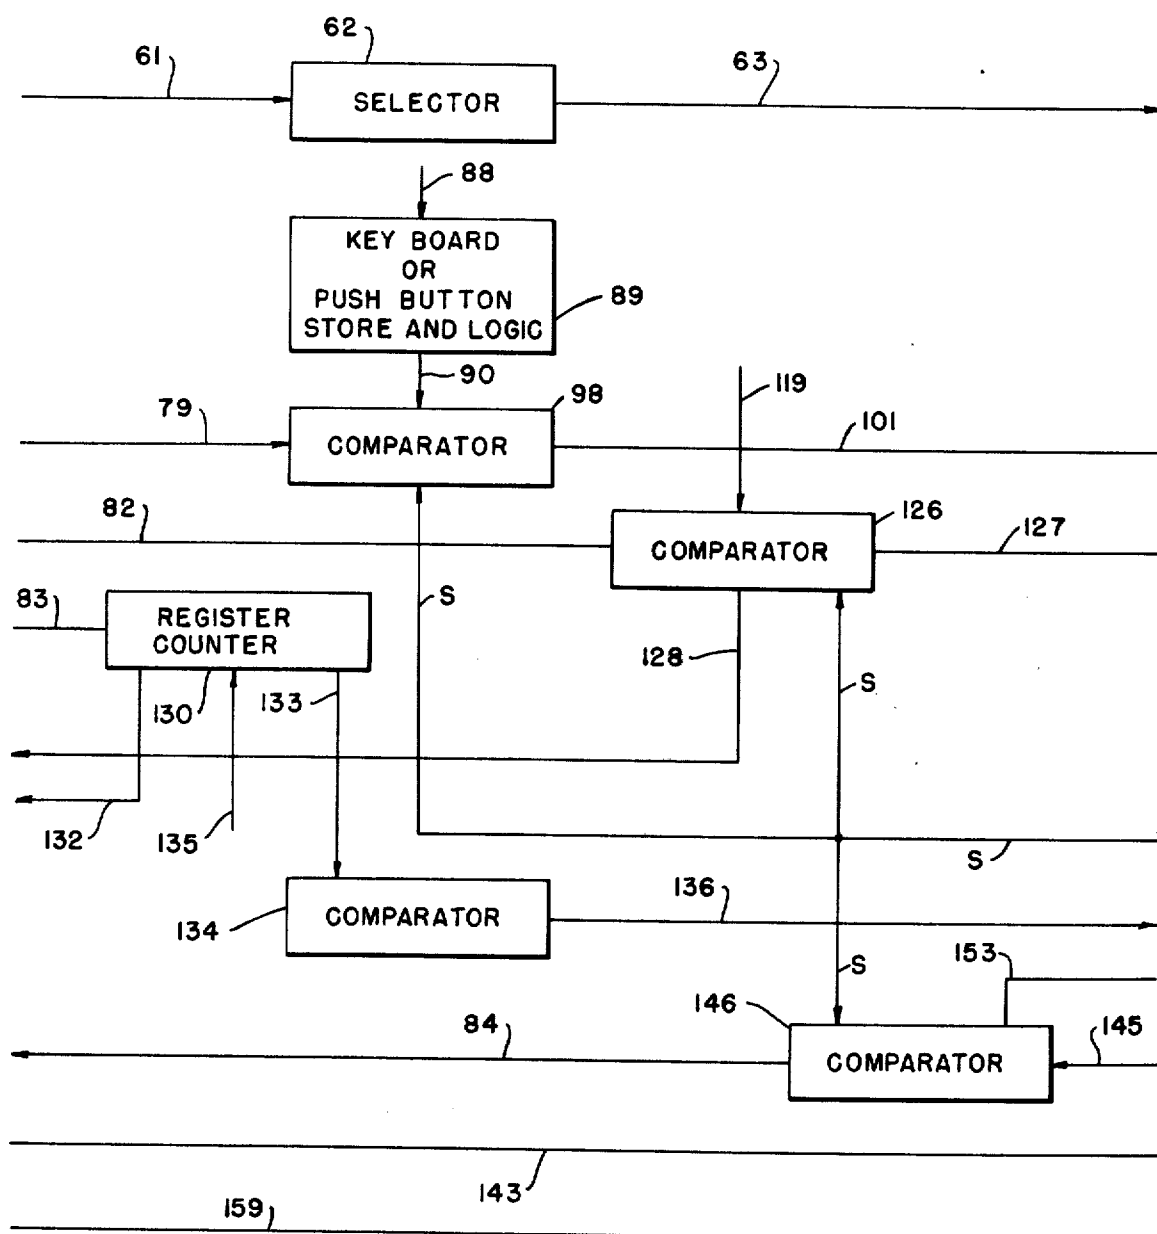 62
61
63
SELECTOR
88
KEY BOARD
OR
PUSH BUTTON
STORE AND LOGIC
89
90
98
119
79
101
COMPARATOR
82
126
127
COMPARATOR
83
S
REGISTER
COUNTER
128
S
130
133
132
135
S
136
134
COMPARATOR
S
153
146
84
145
COMPARATOR
143
159